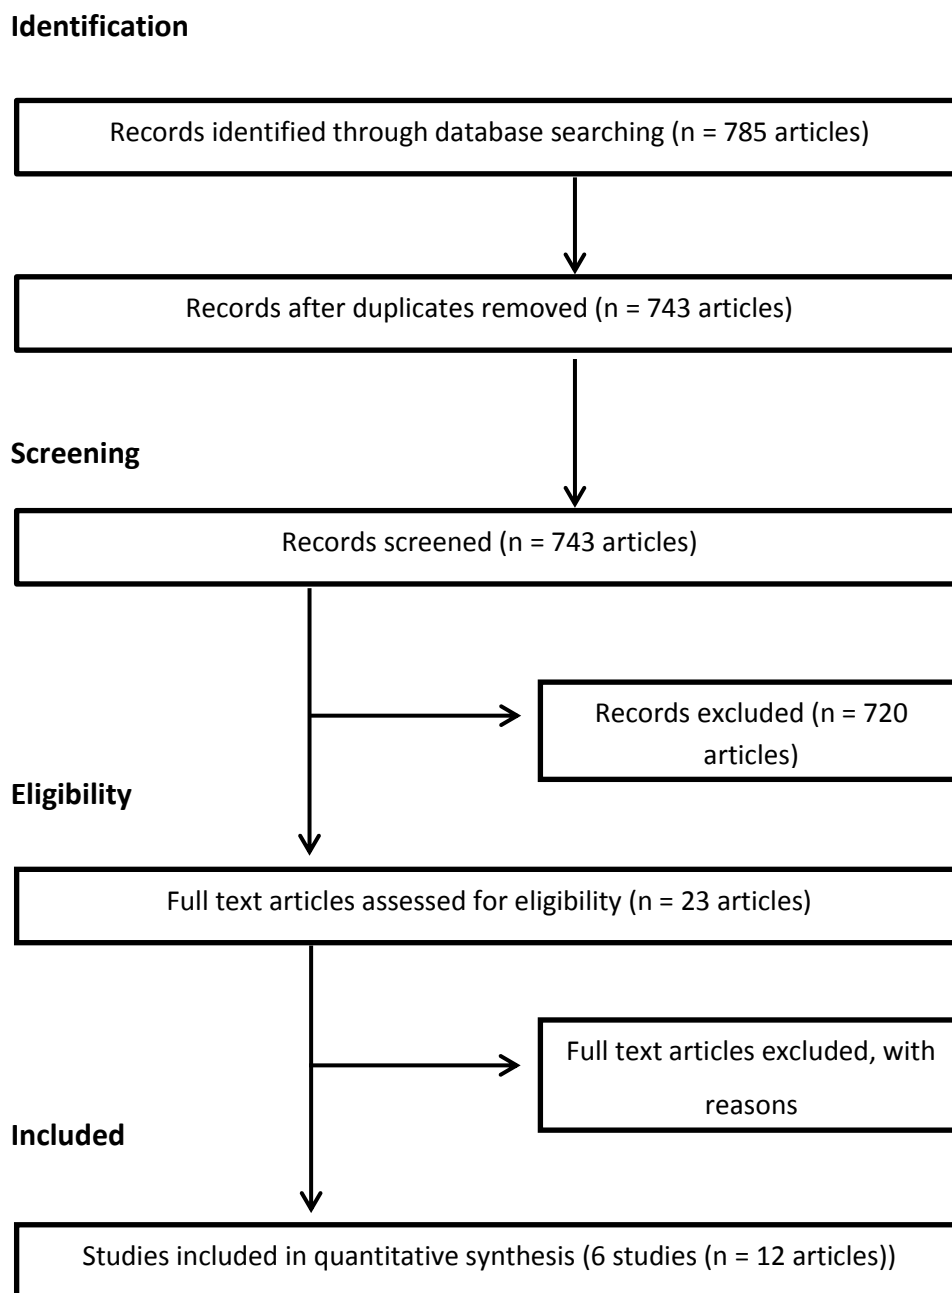 Identification
Records identified through database searching (n = 785 articles)
Records after duplicates removed (n = 743 articles)
Screening
Records screened (n = 743 articles)
Records excluded (n = 720
articles)
Eligibility
Full text articles assessed for eligibility (n = 23 articles)
Full text articles excluded, with
reasons
Included
Studies included in quantitative synthesis (6 studies (n = 12 articles))